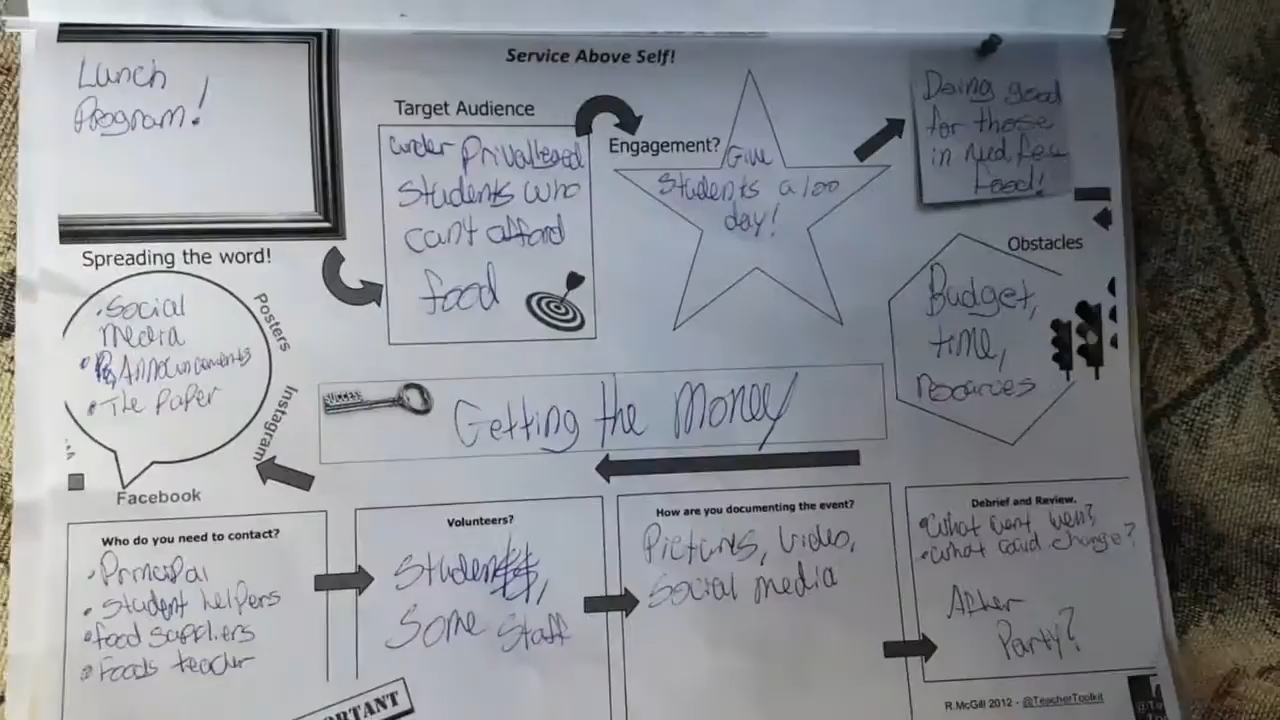 Service Above Self!
Lunch
Program!
Target Audience
under Privalleged
Students who
can't afford
food
Engagement?
Give
Students a loo
day!
Doing good
for those
in need few
Food!
Obstacles
Budget,
time,
resources
Spreading the word!
• Social
media
• Announcements
• The Paper
Posters
Instagram
Facebook
SUCCESS
Getting the Money
Who do you need to contact?
• Principal
• Student helpers
• food suppliers
• Foods teacher
Volunteers?
Students,
Some Staff
How are you documenting the event?
Pictures, Video,
Social media
Debrief and Review.
• What went well?
• What could change?
After
Party?
R.McGill 2012 - @TeacherToolkit